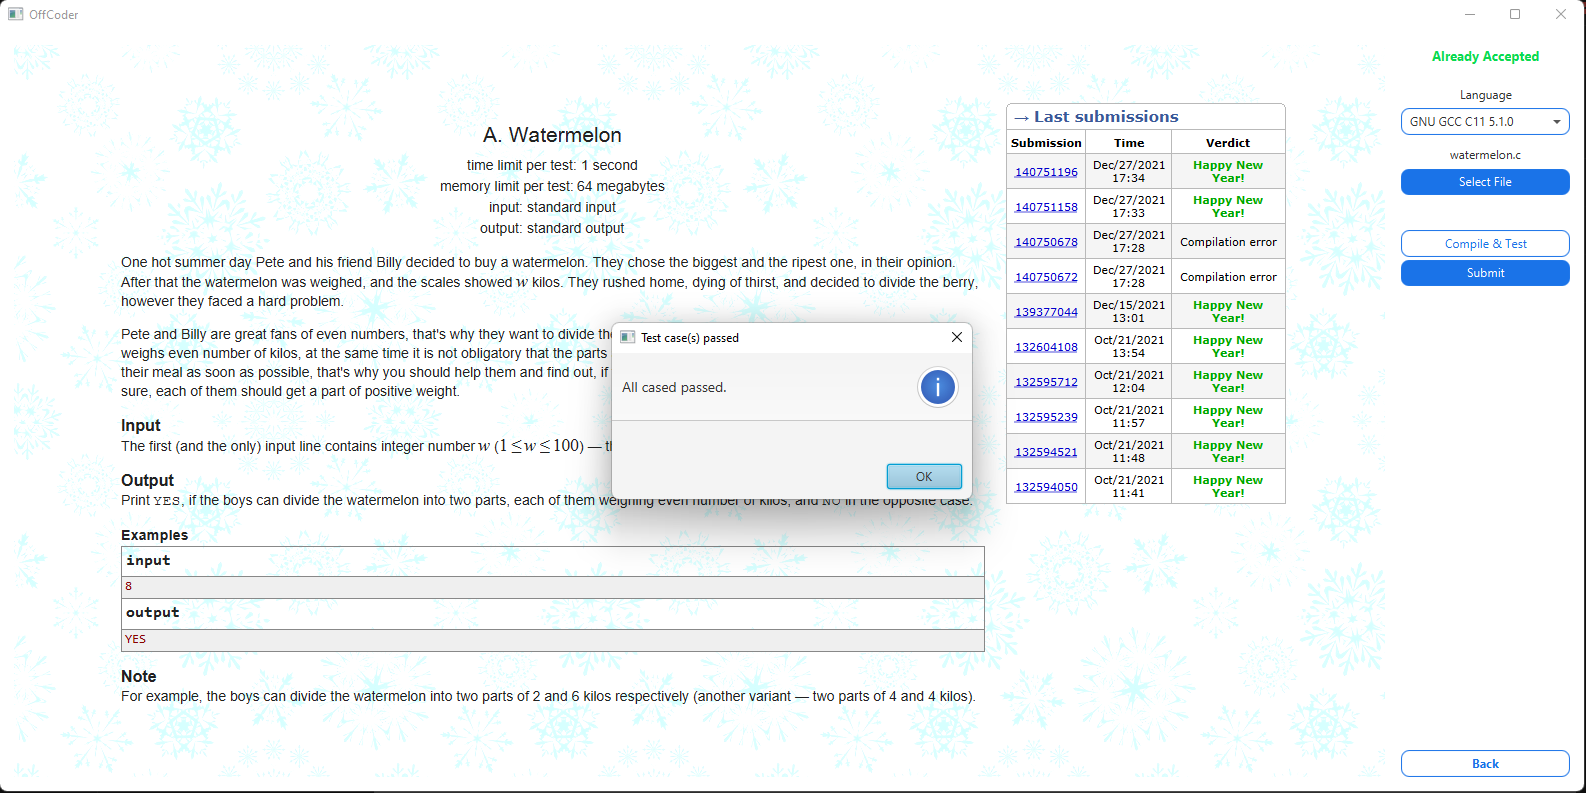 OffCoder
Already Accepted
Language
GNU GCC C11 5.1.0
watermelon.c
Select File
Compile & Test
Submit
Back
A. Watermelon
time limit per test: 1 second
memory limit per test: 64 megabytes
input: standard input
output: standard output
One hot summer day Pete and his friend Billy decided to buy a watermelon. They chose the biggest and the ripest one, in their opinion.
After that the watermelon was weighed, and the scales showed w kilos. They rushed home, dying of thirst, and decided to divide the berry,
however they faced a hard problem.
Pete and Billy are great fans of even numbers, that's why they want to divide the
weighs even number of kilos, at the same time it is not obligatory that the parts
their meal as soon as possible, that's why you should help them and find out, if
sure, each of them should get a part of positive weight.
Input
The first (and the only) input line contains integer number w (1 ≤ w ≤ 100) —
Output
Print YES, if the boys can divide the watermelon into two parts, each of them weighing even number of kilos; and NO in the opposite case.
Examples
input
8
output
YES
Note
For example, the boys can divide the watermelon into two parts of 2 and 6 kilos respectively (another variant — two parts of 4 and 4 kilos).
Test case(s) passed
All cased passed.
OK
→ Last submissions
Submission Time Verdict
140751196 Dec/27/2021 17:34 Happy New Year!
140751158 Dec/27/2021 17:33 Happy New Year!
140750678 Dec/27/2021 17:28 Compilation error
140750672 Dec/27/2021 17:28 Compilation error
139377044 Dec/15/2021 13:01 Happy New Year!
132604108 Oct/21/2021 13:54 Happy New Year!
132595712 Oct/21/2021 12:04 Happy New Year!
132595239 Oct/21/2021 11:57 Happy New Year!
132594521 Oct/21/2021 11:48 Happy New Year!
132594050 Oct/21/2021 11:41 Happy New Year!